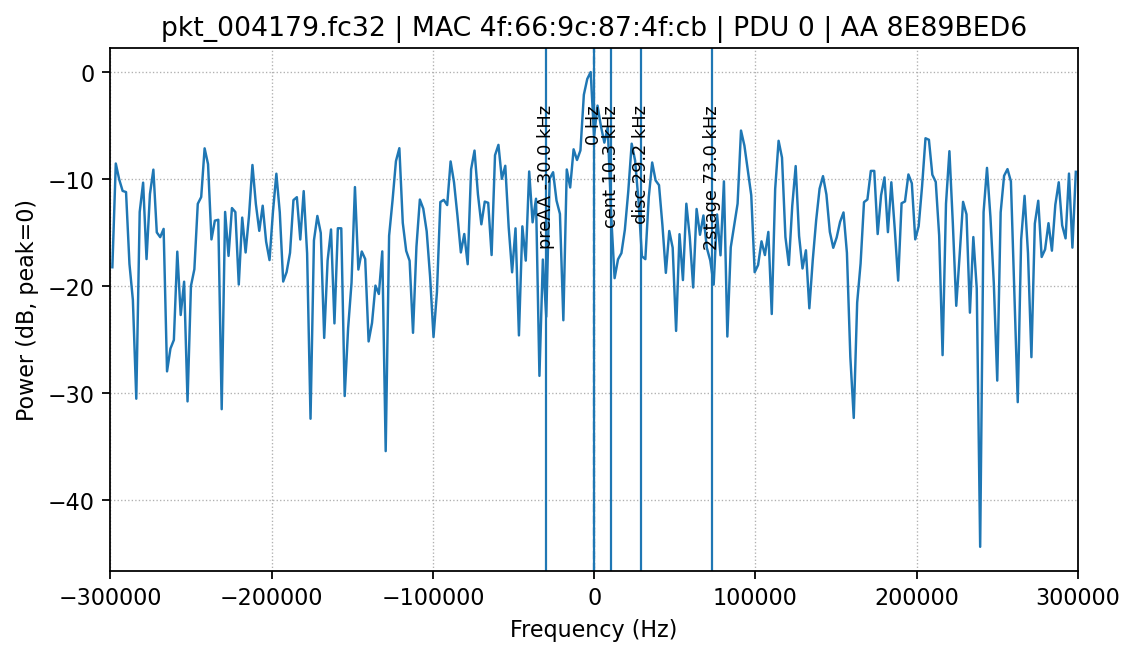 pkt_004179.fc32 | MAC 4f:66:9c:87:4f:cb | PDU 0 | AA 8E89BED6
Power (dB, peak=0)
0
−10
−20
−30
−40
preAA -30.0 kHz
0 Hz
cent 10.3 kHz
disc 29.2 kHz
2stage 73.0 kHz
−300000
−200000
−100000
0
100000
200000
300000
Frequency (Hz)